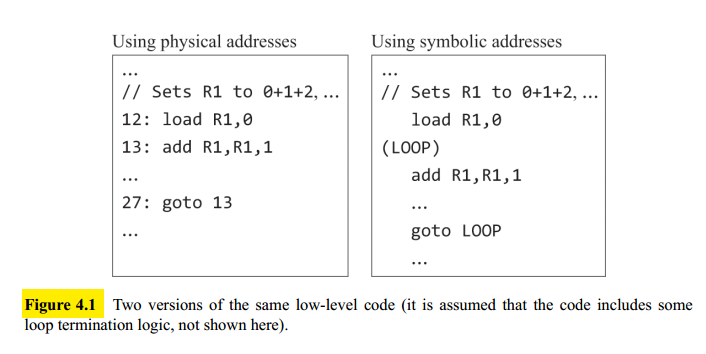 Using physical addresses
...
// Sets R1 to 0+1+2, ...
12: load R1,0
13: add R1,R1,1
...
27: goto 13
...
Using symbolic addresses
...
// Sets R1 to 0+1+2, ...
load R1,0
(LOOP)
add R1,R1,1
...
goto LOOP
...
Figure 4.1 Two versions of the same low-level code (it is assumed that the code includes some
loop termination logic, not shown here).